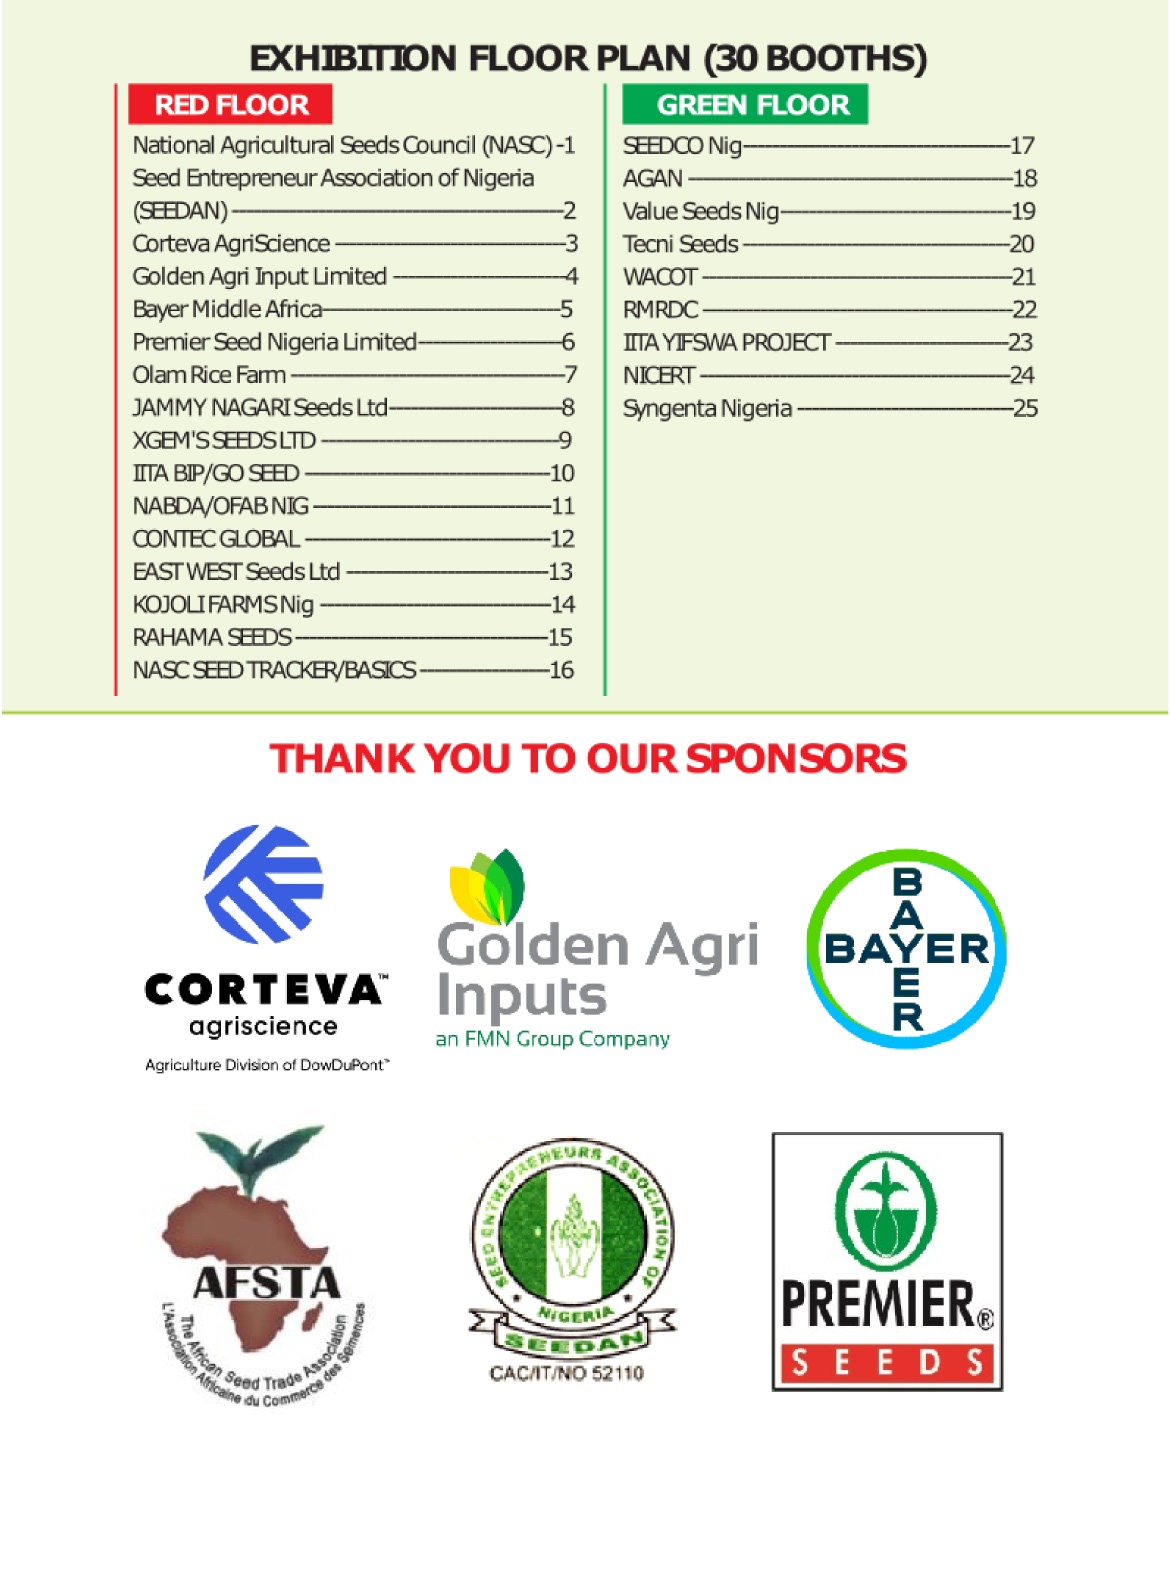 EXHIBITION FLOOR PLAN (30 BOOTHS)
RED FLOOR
National Agricultural Seeds Council (NASC) -1
Seed Entrepreneur Association of Nigeria
(SEEDAN) ------------------------------------------2
Corteva AgriScience ------------------------------3
Golden Agri Input Limited ----------------------4
Bayer Middle Africa-------------------------------5
Premier Seed Nigeria Limited-------------------6
Olam Rice Farm ------------------------------------7
JAMMY NAGARI Seeds Ltd-----------------------8
XGEM'S SEEDS LTD -------------------------------9
IITA BIP/GO SEED --------------------------------10
NABDA/OFAB NIG -------------------------------11
CONTEC GLOBAL --------------------------------12
EAST WEST Seeds Ltd --------------------------13
KOJOLI FARMS Nig ------------------------------14
RAHAMA SEEDS ---------------------------------15
NASC SEED TRACKER/BASICS -----------------16
GREEN FLOOR
SEEDCO Nig-----------------------------------17
AGAN ------------------------------------------18
Value Seeds Nig------------------------------19
Tecni Seeds -----------------------------------20
WACOT ----------------------------------------21
RMRDC ----------------------------------------22
IITA YIFSWA PROJECT ----------------------23
NICERT ----------------------------------------24
Syngenta Nigeria ----------------------------25
THANK YOU TO OUR SPONSORS
CORTEVA™
agriscience
Agriculture Division of DowDuPont™
Golden Agri
Inputs
an FMN Group Company
BAYER
BAYER
AFSTA
The African Seed Trade Association
L'Association Africaine du Commerce des Semences
SEED ENTREPRENEURS ASSOCIATION OF
NIGERIA
SEEDAN
CAC/IT/NO 52110
PREMIER®
SEEDS